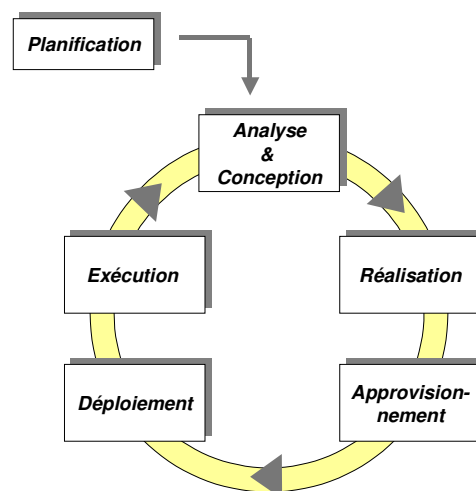 Planification
Analyse
&
Conception
Exécution
Réalisation
Déploiement
Approvision-
nement